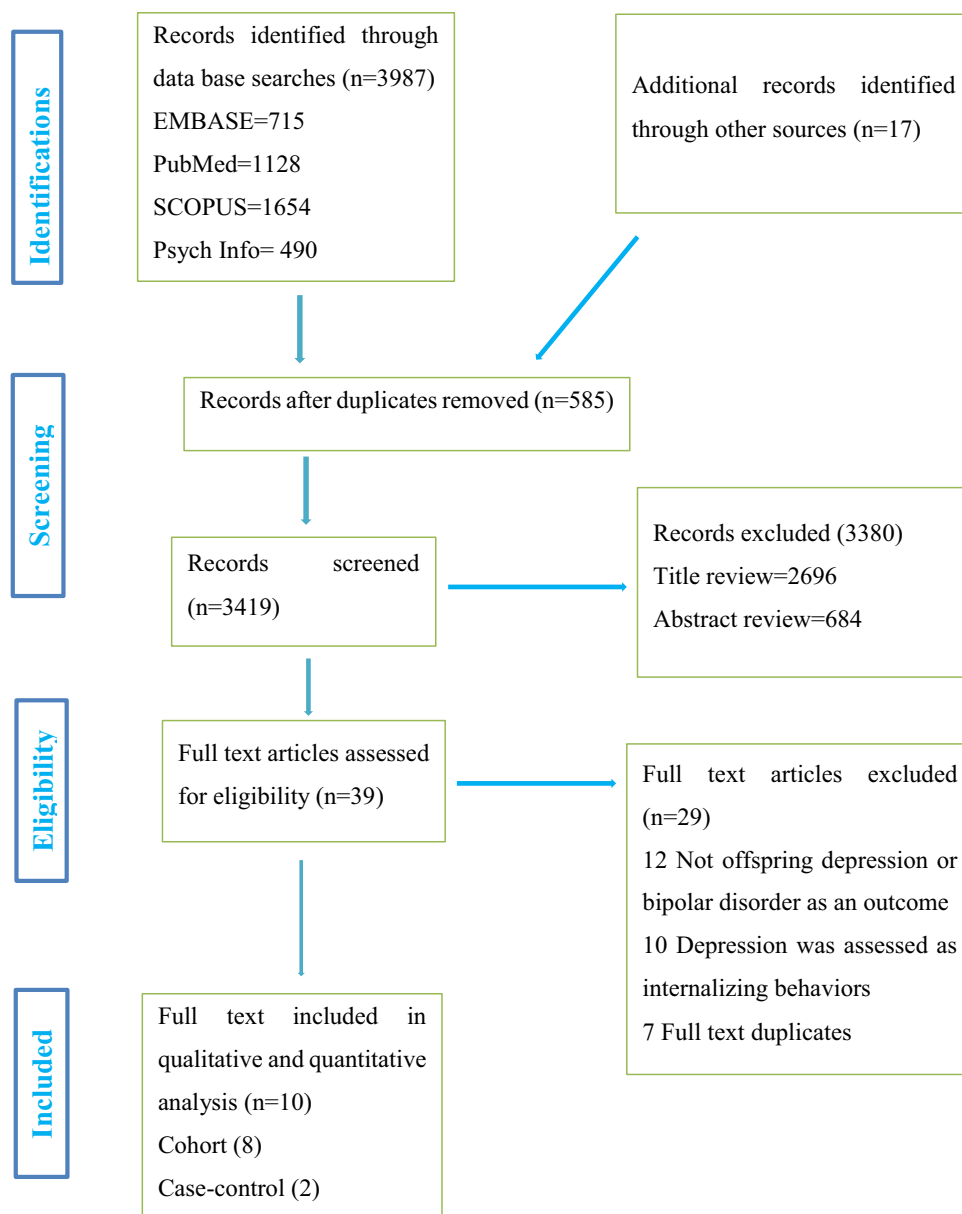 Identifications
Records identified through
data base searches (n=3987)
EMBASE=715
PubMed=1128
SCOPUS=1654
Psych Info= 490
Additional records identified
through other sources (n=17)
Screening
Records after duplicates removed (n=585)
Records screened
(n=3419)
Records excluded (3380)
Title review=2696
Abstract review=684
Eligibility
Full text articles assessed
for eligibility (n=39)
Full text articles excluded
(n=29)
12 Not offspring depression or
bipolar disorder as an outcome
10 Depression was assessed as
internalizing behaviors
7 Full text duplicates
Included
Full text included in
qualitative and quantitative
analysis (n=10)
Cohort (8)
Case-control (2)